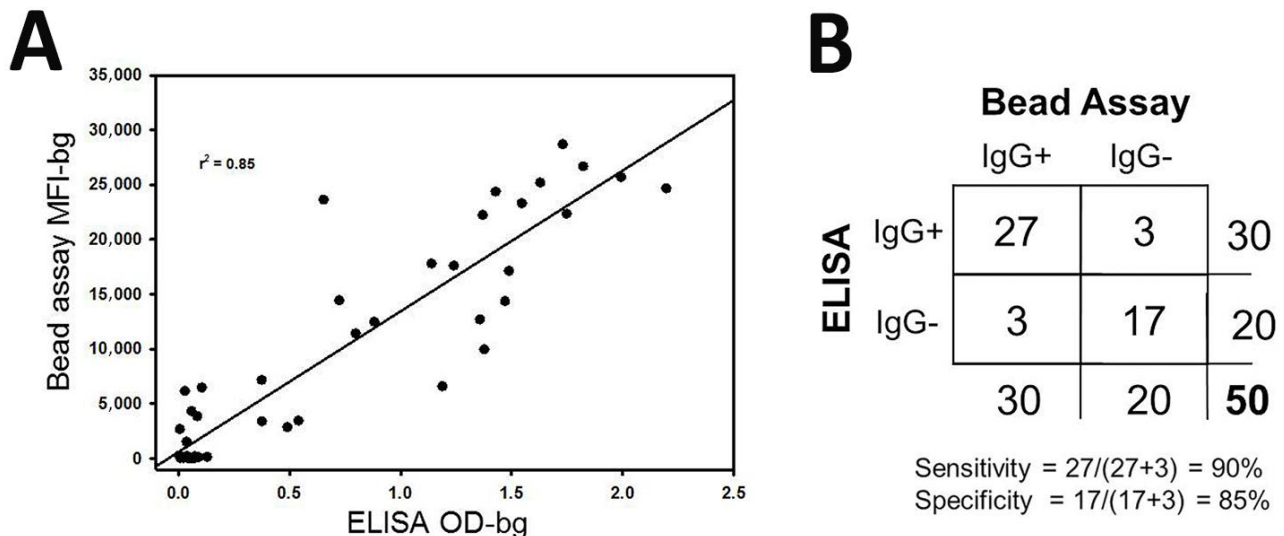 A
35,000
30,000
25,000
20,000
15,000
10,000
5,000
0
Bead assay MFI-bg
r² = 0.85
0.0 0.5 1.0 1.5 2.0 2.5
ELISA OD-bg
B
Bead Assay
IgG+ IgG-
ELISA
IgG+ 27 3 30
IgG- 3 17 20
30 20 50
Sensitivity = 27/(27+3) = 90%
Specificity = 17/(17+3) = 85%